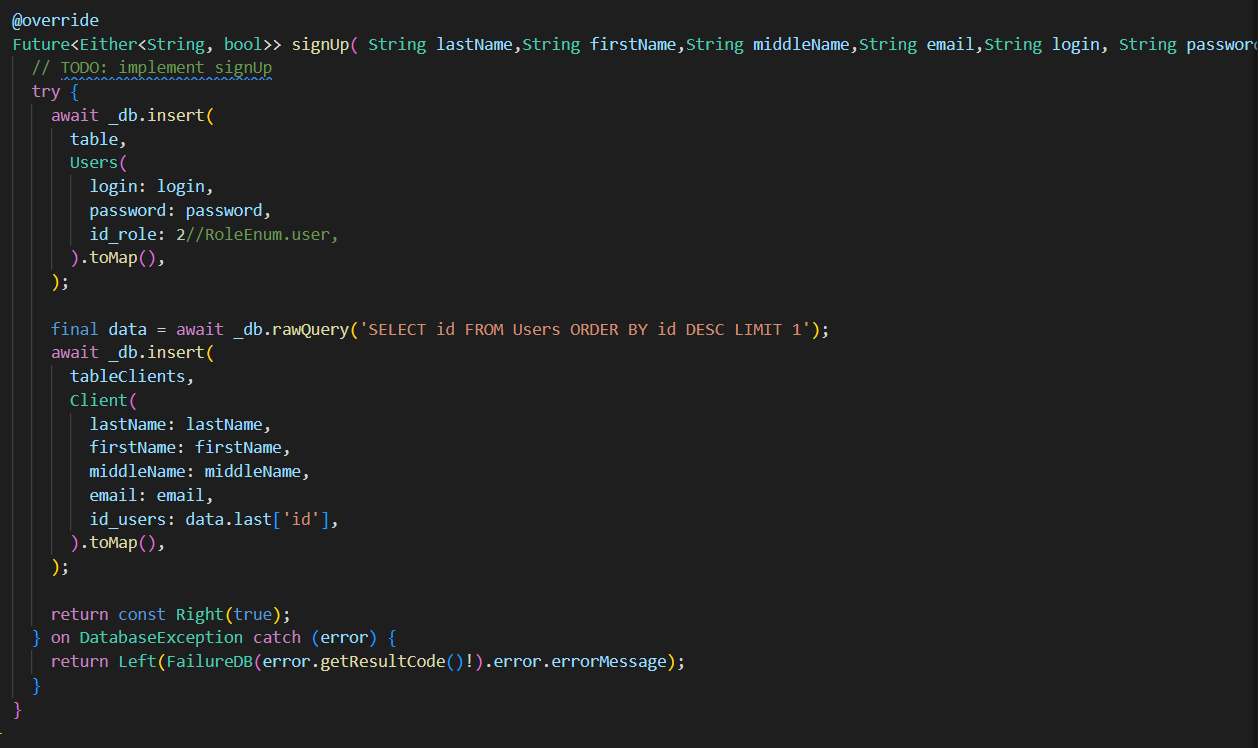 @override
Future<Either<String, bool>> signUp( String lastName,String firstName,String middleName,String email,String login, String password
// TODO: implement signUp
try {
await _db.insert(
table,
Users(
login: login,
password: password,
id_role: 2//RoleEnum.user,
).toMap(),
);
final data = await _db.rawQuery('SELECT id FROM Users ORDER BY id DESC LIMIT 1');
await _db.insert(
tableClients,
Client(
lastName: lastName,
firstName: firstName,
middleName: middleName,
email: email,
id_users: data.last['id'],
).toMap(),
);
return const Right(true);
} on DatabaseException catch (error) {
return Left(FailureDB(error.getResultCode()!).error.errorMessage);
}
}